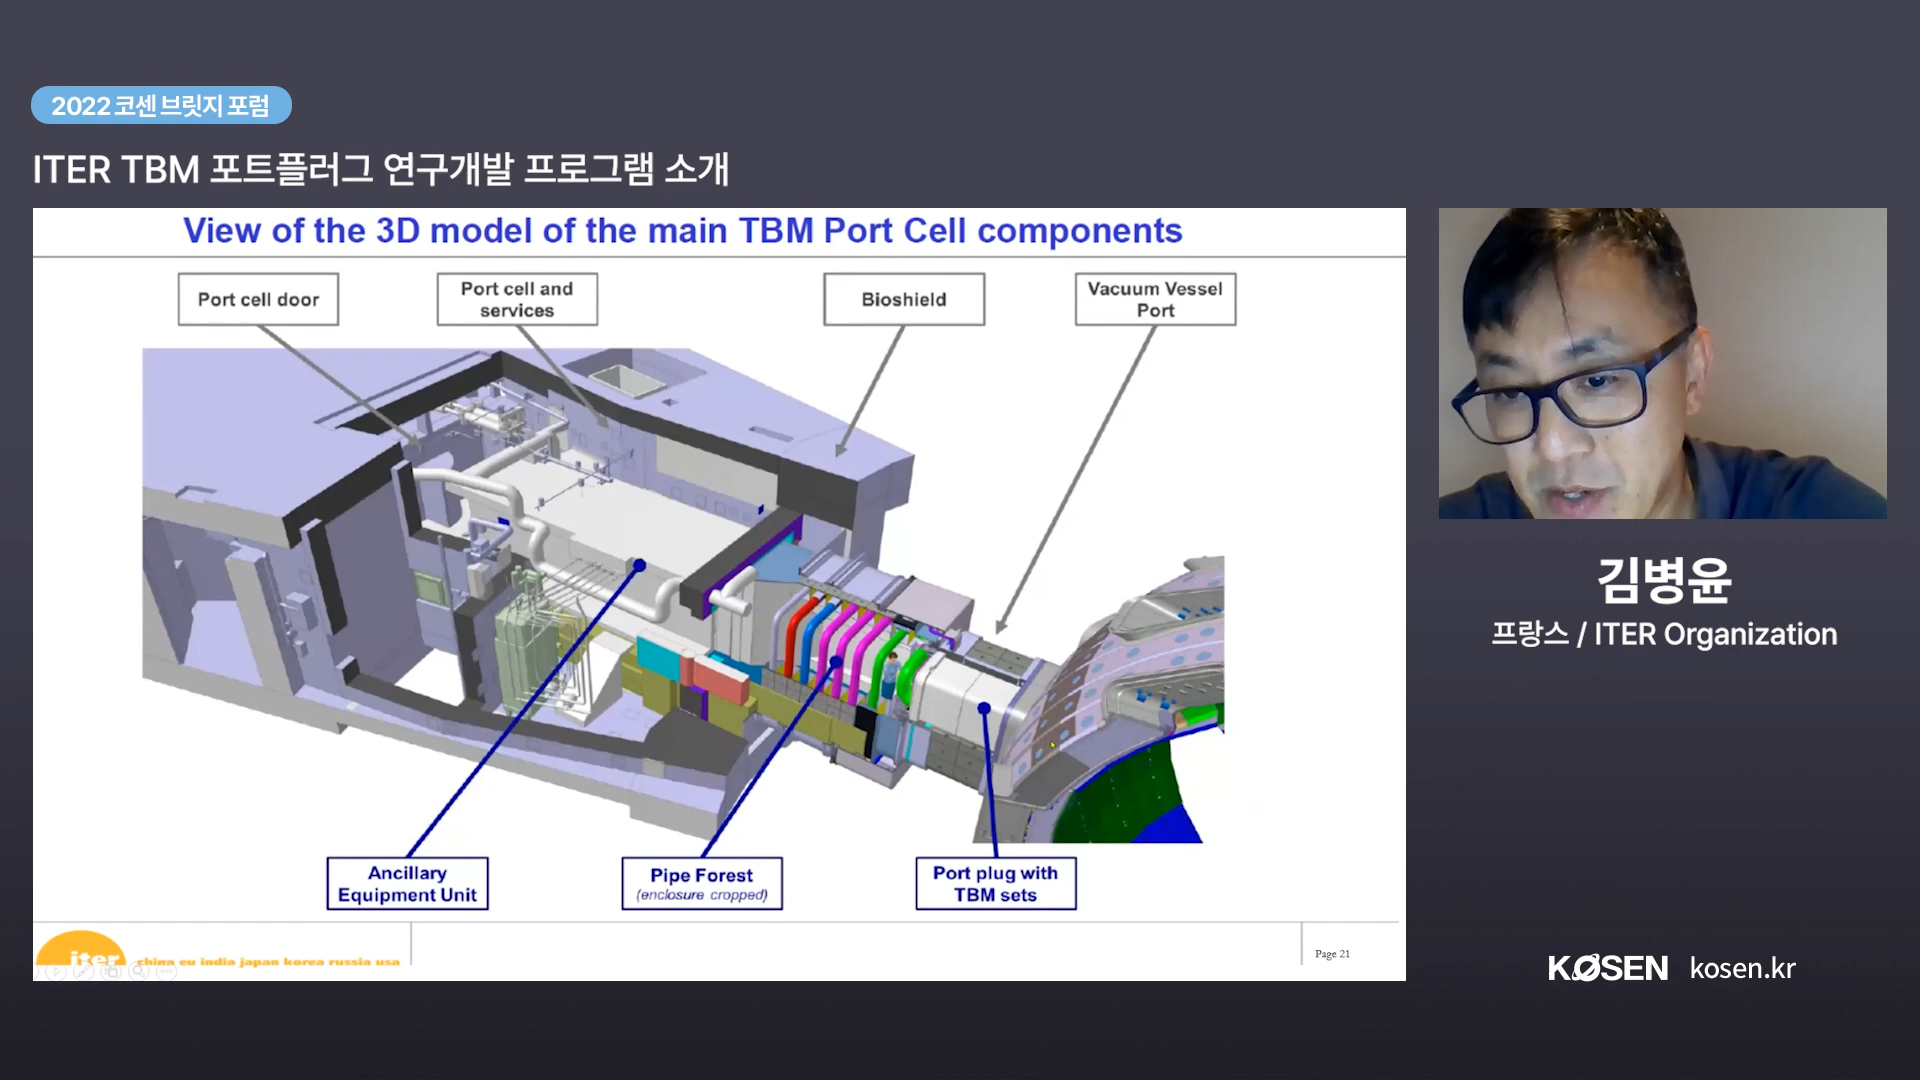 2022 코센 브릿지 포럼
ITER TBM 포트플러그 연구개발 프로그램 소개
View of the 3D model of the main TBM Port Cell components
Port cell door
Port cell and
services
Bioshield
Vacuum Vessel
Port
Ancillary
Equipment Unit
Pipe Forest
(enclosure cropped)
Port plug with
TBM sets
iter
china eu india japan korea russia usa
Page 21
김병윤
프랑스 / ITER Organization
KOSEN kosen.kr